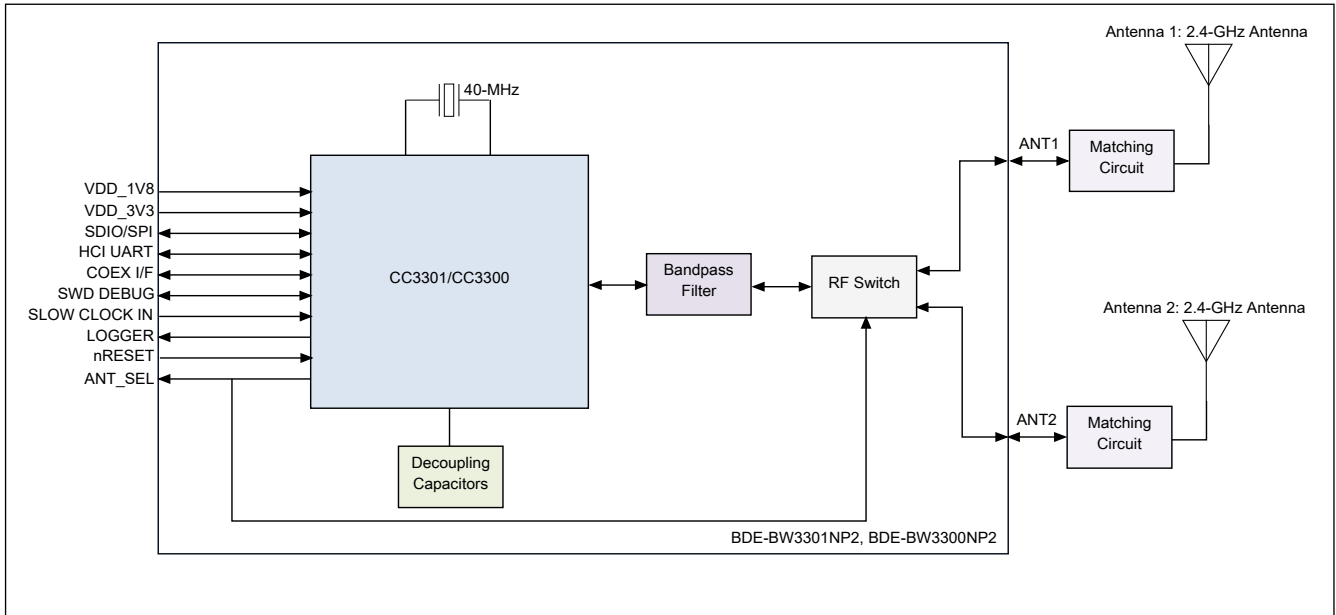 Antenna 1: 2.4-GHz Antenna
40-MHz
ANT1
Matching
Circuit
VDD_1V8
VDD_3V3
SDIO/SPI
HCI UART
COEX I/F
SWD DEBUG
SLOW CLOCK IN
LOGGER
nRESET
ANT_SEL
CC3301/CC3300
Bandpass
Filter
RF Switch
Antenna 2: 2.4-GHz Antenna
ANT2
Matching
Circuit
Decoupling
Capacitors
BDE-BW3301NP2, BDE-BW3300NP2